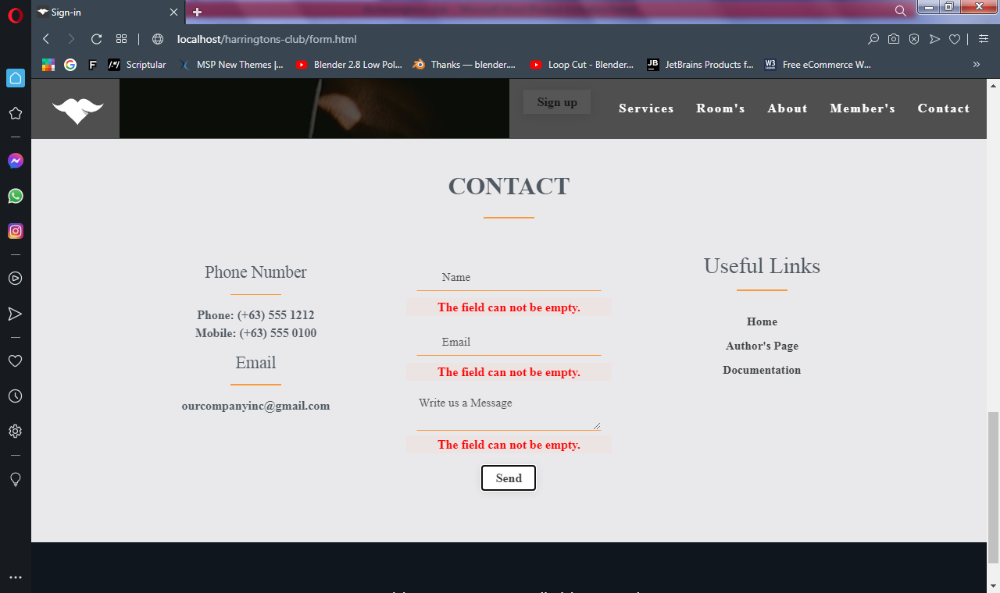 Sign-in
localhost/harringtons-club/form.html
Scriptular
MSP New Themes |...
Blender 2.8 Low Pol...
Thanks — blender....
Loop Cut - Blender...
JB
JetBrains Products f...
W3
Free eCommerce W...
Sign up
Services
Room's
About
Member's
Contact
CONTACT
Phone Number
Phone: (+63) 555 1212
Mobile: (+63) 555 0100
Email
ourcompanyinc@gmail.com
Name
The field can not be empty.
Email
The field can not be empty.
Write us a Message
The field can not be empty.
Send
Useful Links
Home
Author's Page
Documentation